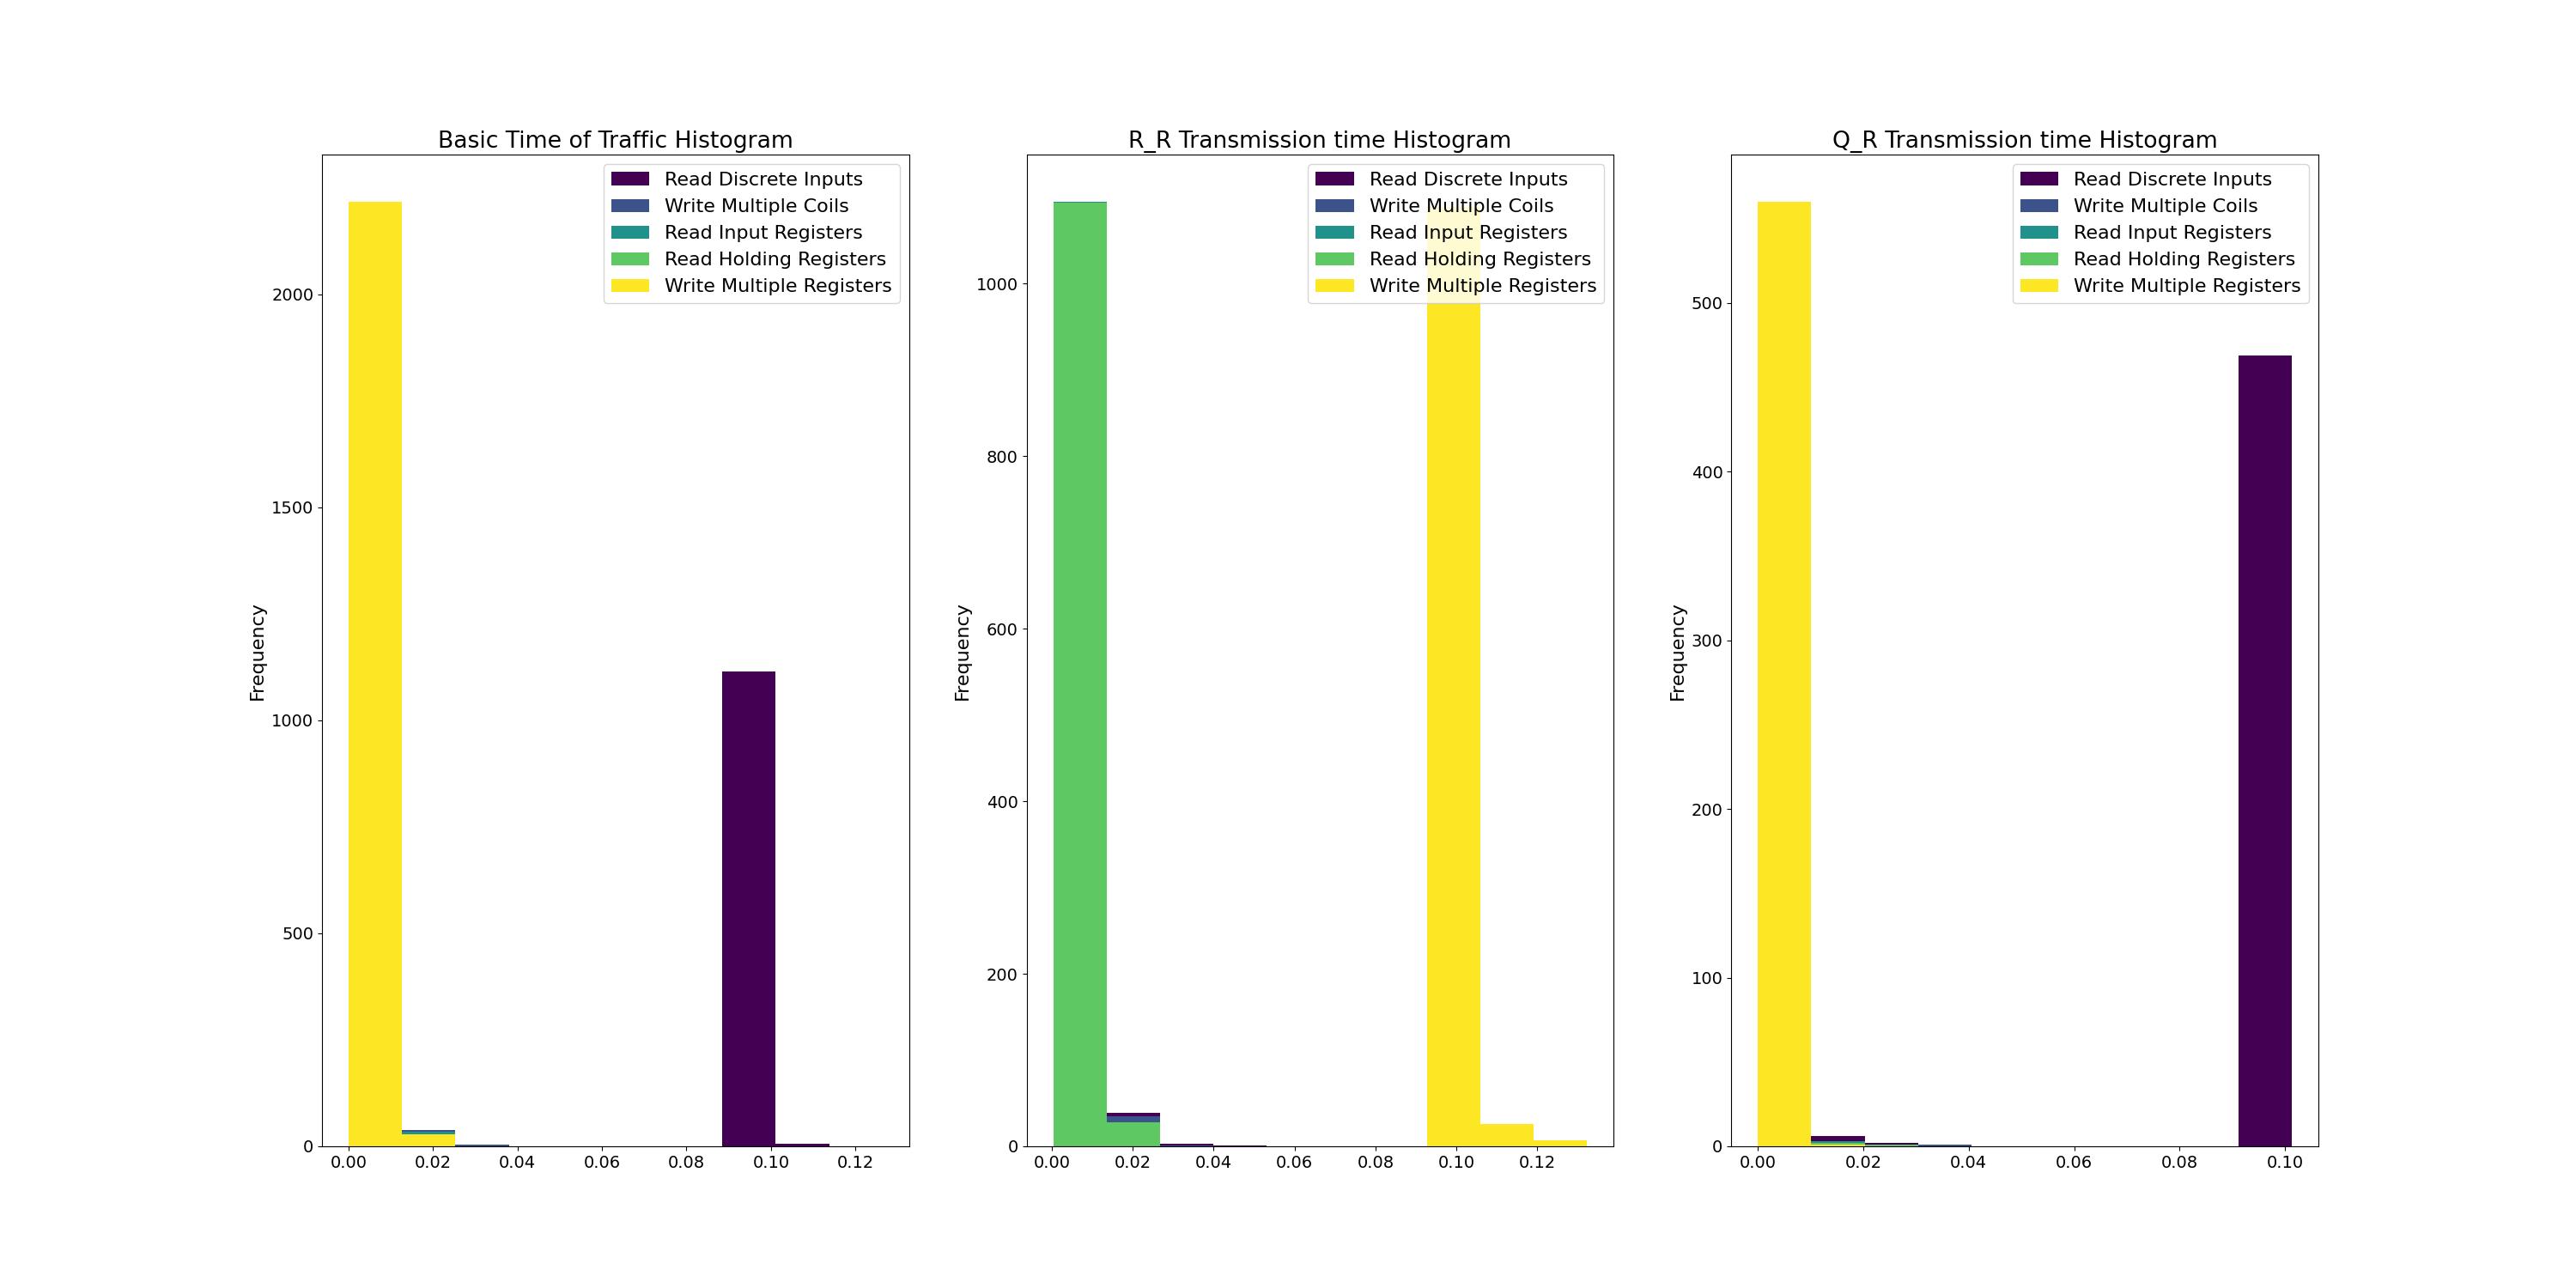 Basic Time of Traffic Histogram
Read Discrete Inputs
Write Multiple Coils
Read Input Registers
Read Holding Registers
Write Multiple Registers
Frequency
2000
1500
1000
500
0
0.00 0.02 0.04 0.06 0.08 0.10 0.12
R_R Transmission time Histogram
Read Discrete Inputs
Write Multiple Coils
Read Input Registers
Read Holding Registers
Write Multiple Registers
Frequency
1000
800
600
400
200
0
0.00 0.02 0.04 0.06 0.08 0.10 0.12
Q_R Transmission time Histogram
Read Discrete Inputs
Write Multiple Coils
Read Input Registers
Read Holding Registers
Write Multiple Registers
Frequency
500
400
300
200
100
0
0.00 0.02 0.04 0.06 0.08 0.10